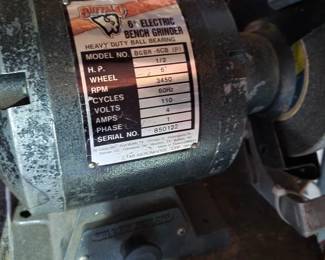 BUFFALO
6" ELECTRIC
BENCH GRINDER
HEAVY DUTY BALL BEARING
MODEL NO.
H.P. 1/2
WHEEL 6"
RPM 3450
CYCLES 60Hz
VOLTS 110
AMPS 4
PHASE 1
SERIAL NO. 850122